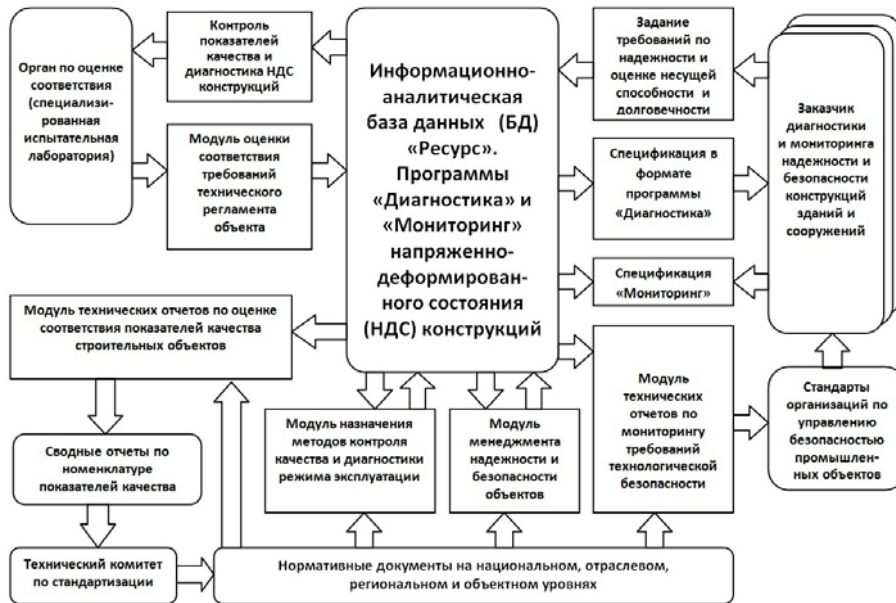 Орган по оценке
соответствия
(специализи-
рованная
испытательная
лаборатория)
Контроль
показателей
качества и
диагностика НДС
конструкций
Модуль оценки
соответствия
требований
технического
регламента
объекта
Информационно-
аналитическая
база данных (БД)
«Ресурс».
Программы
«Диагностика» и
«Мониторинг»
напряженно-
деформирован-
ного состояния
(НДС) конструкций
Задание
требований по
надежности и
оценке несущей
способности и
долговечности
Спецификация в
формате
программы
«Диагностика»
Спецификация
«Мониторинг»
Заказчик
диагностики
и мониторинга
надежности и
безопасности
конструкций
зданий и
сооружений
Модуль технических отчетов по оценке
соответствия показателей качества
строительных объектов
Сводные отчеты по
номенклатуре
показателей качества
Технический комитет
по стандартизации
Модуль назначения
методов контроля
качества и диагностики
режима эксплуатации
Модуль
менеджмента
надежности и
безопасности
объектов
Модуль
технических
отчетов по
мониторингу
требований
технологической
безопасности
Стандарты
организаций по
управлению
безопасностью
промышлен-
ных объектов
Нормативные документы на национальном, отраслевом,
региональном и объектном уровнях